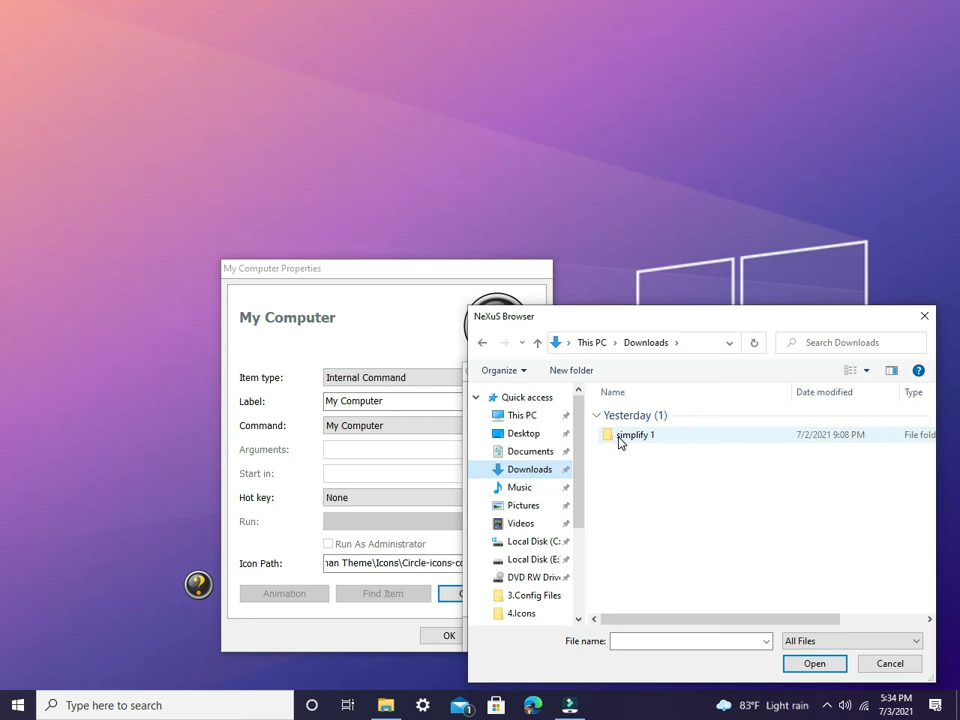 My Computer Properties
My Computer
Item type:
Internal Command
Label:
My Computer
Command:
My Computer
Arguments:
Start in:
Hot key:
None
Run:
Run As Administrator
Icon Path:
Theme\Icons\Circle-icons-co
Animation
Find Item
OK
NeXuS Browser
This PC
Downloads
Search Downloads
Organize
New folder
Quick access
This PC
Desktop
Documents
Downloads
Music
Pictures
Videos
Local Disk (C:
Local Disk (E:
DVD RW Driv
3.Config Files
4.Icons
Name
Date modified
Type
Yesterday (1)
simplify 1
7/2/2021 9:08 PM
File fold
File name:
All Files
Open
Cancel
?
Type here to search
1
83°F Light rain
5:34 PM
7/3/2021